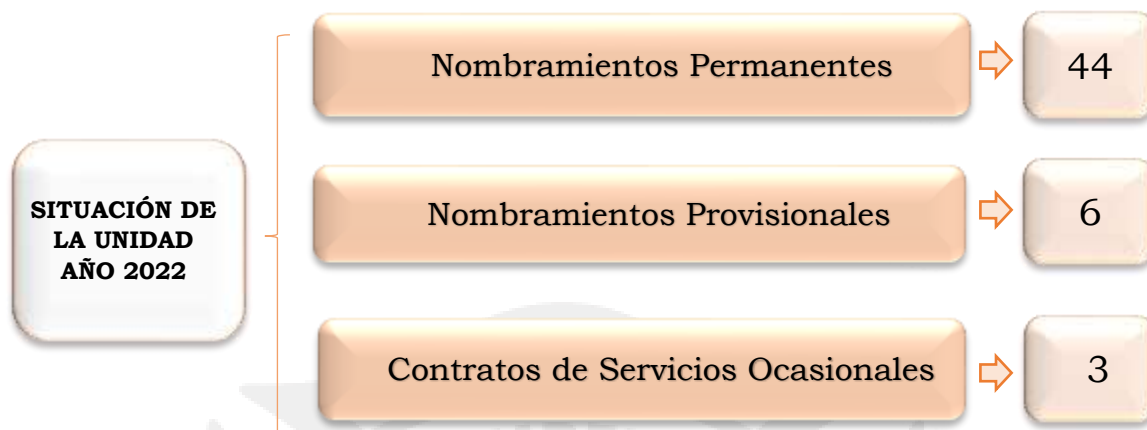 Nombramientos Permanentes
44
SITUACIÓN DE
LA UNIDAD
AÑO 2022
Nombramientos Provisionales
6
Contratos de Servicios Ocasionales
3